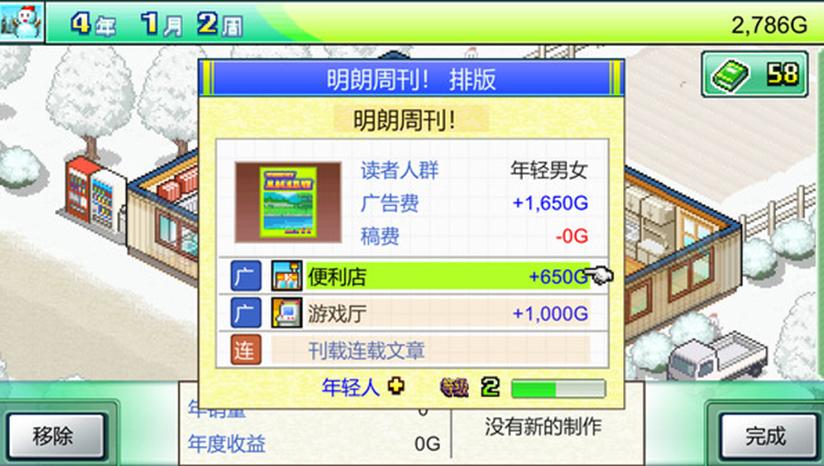 4年 1月 2周
2,786G
58
明朗周刊! 排版
明朗周刊!
读者人群 年轻男女
广告费 +1,650G
稿费 -0G
广 便利店 +650G
广 游戏厅 +1,000G
连 刊载连载文章
年轻人 等级 2
年销量 0
年度收益 0G
没有新的制作
移除
完成